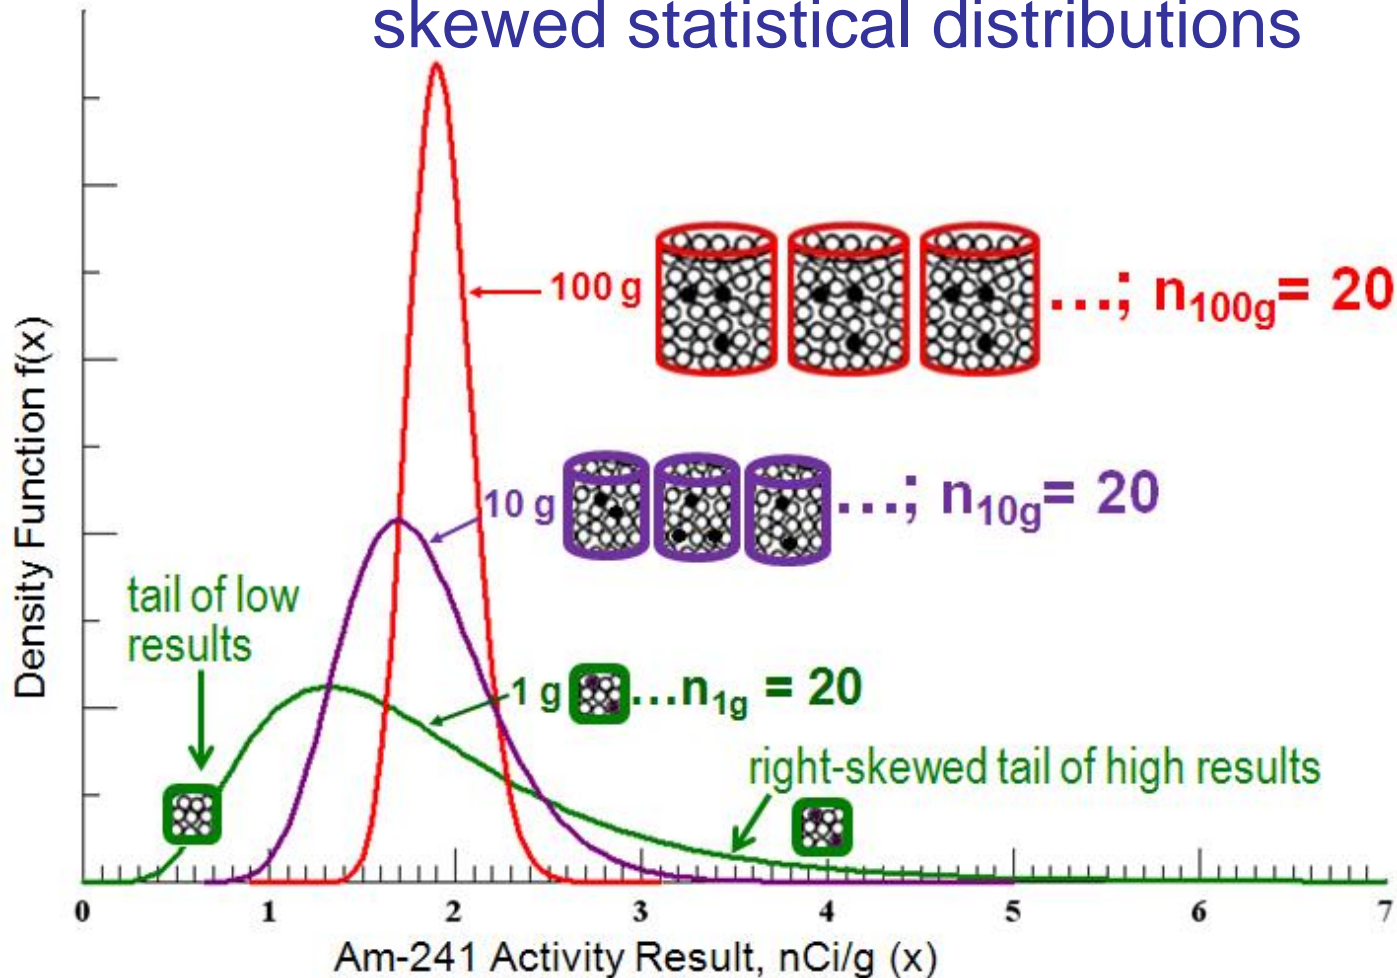 skewed statistical distributions
100 g
...; n100g= 20
10 g
...; n10g= 20
tail of low
results
1 g
...n1g = 20
right-skewed tail of high results
Density Function f(x)
0 1 2 3 4 5 6 7
Am-241 Activity Result, nCi/g (x)